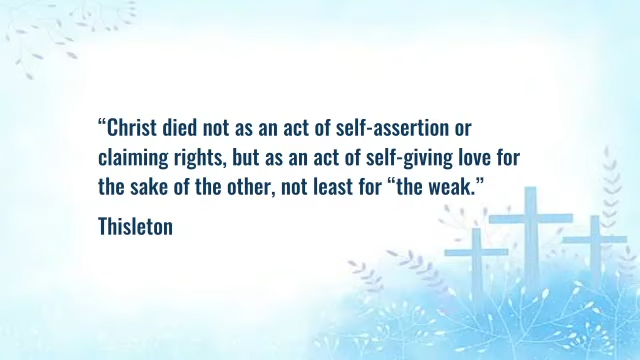 “Christ died not as an act of self-assertion or
claiming rights, but as an act of self-giving love for
the sake of the other, not least for “the weak.”
Thisleton